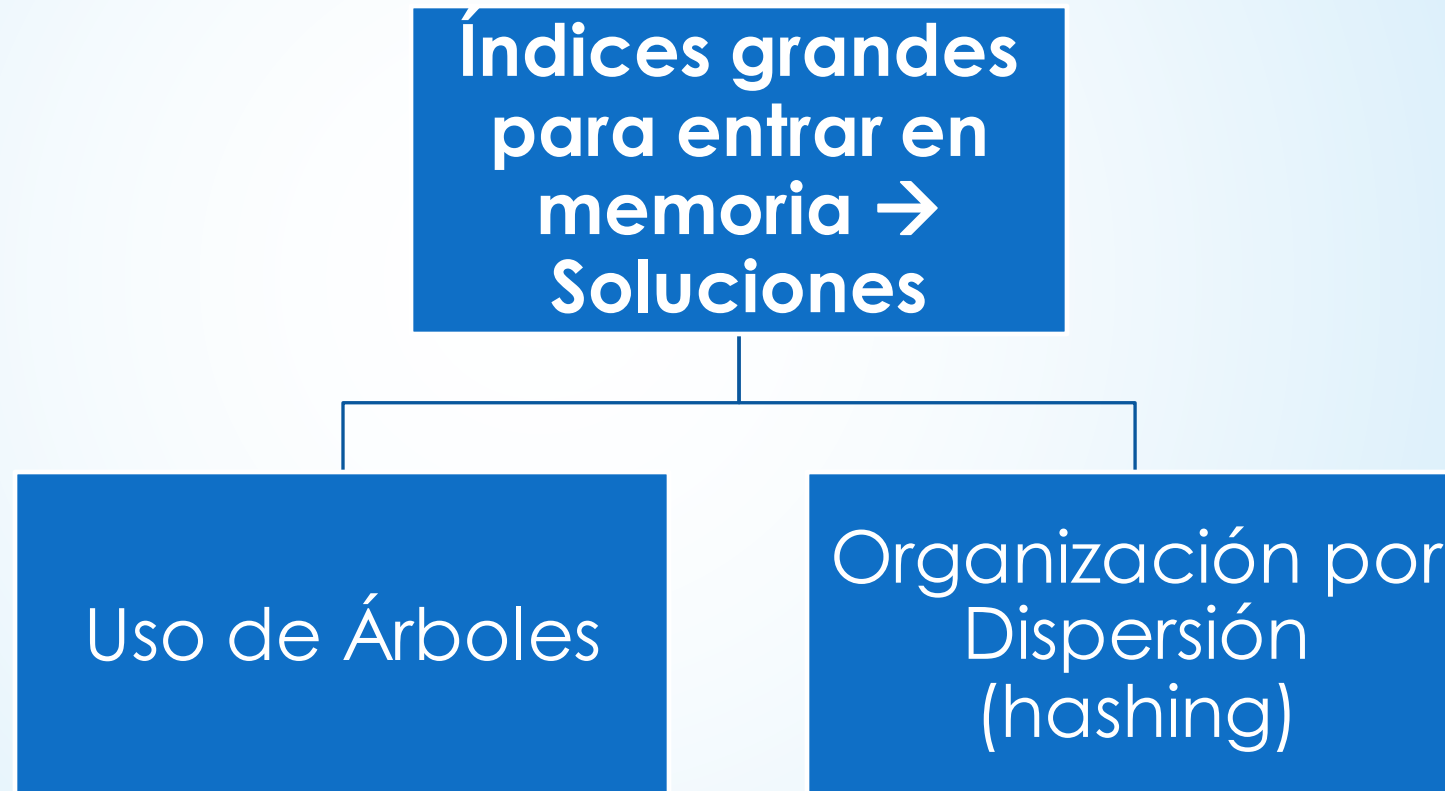 Índices grandes
para entrar en
memoria →
Soluciones
Uso de Árboles
Organización por
Dispersión
(hashing)